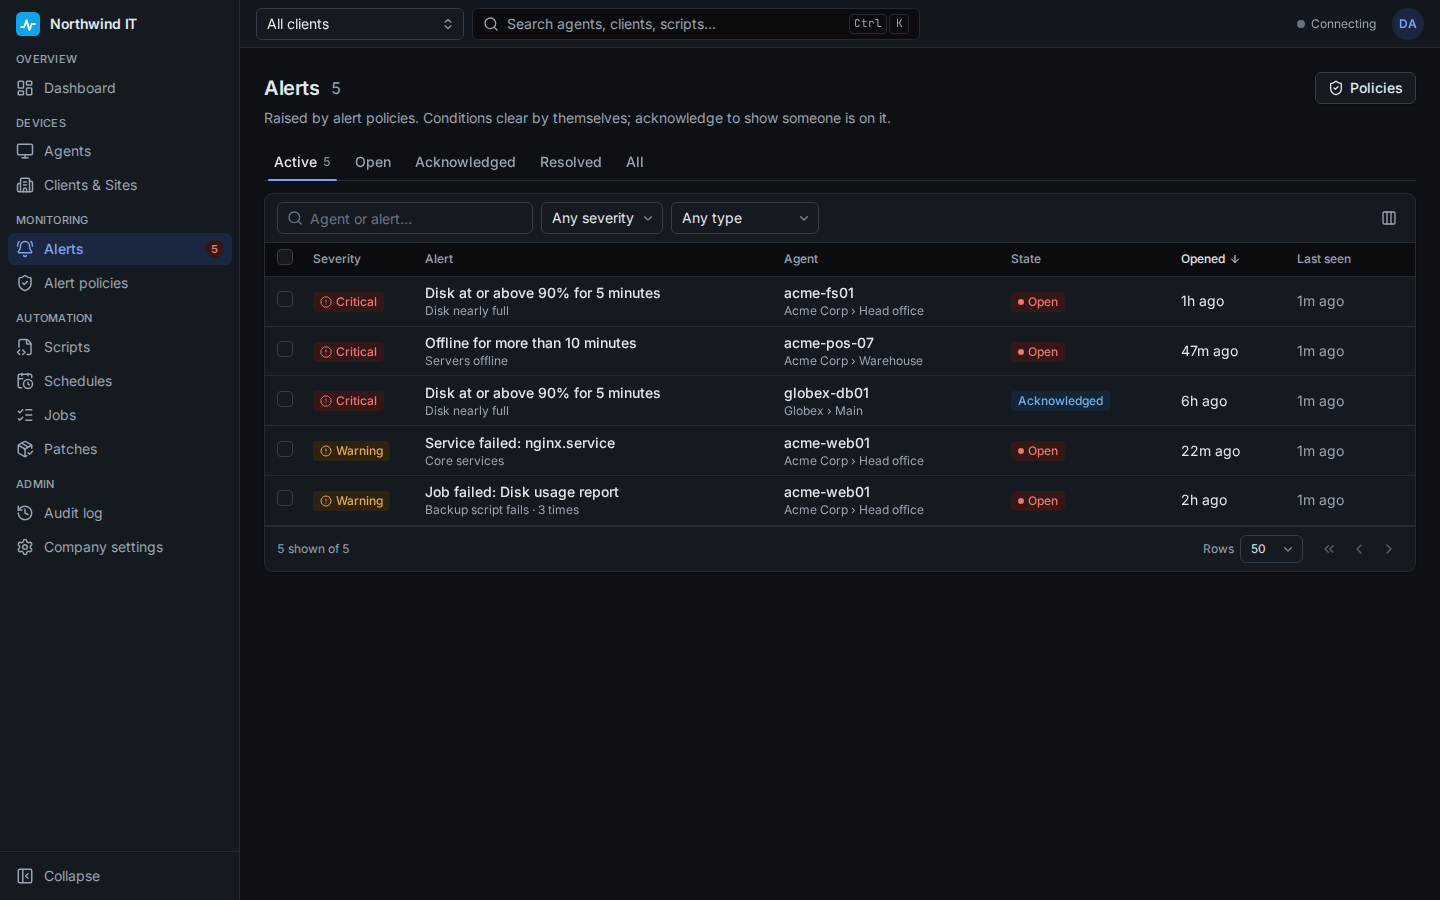 Northwind IT
All clients
Search agents, clients, scripts...
Ctrl K
Connecting
DA
OVERVIEW
Dashboard
DEVICES
Agents
Clients & Sites
MONITORING
Alerts 5
Alert policies
AUTOMATION
Scripts
Schedules
Jobs
Patches
ADMIN
Audit log
Company settings
Collapse
Alerts 5
Policies
Raised by alert policies. Conditions clear by themselves; acknowledge to show someone is on it.
Active 5 Open Acknowledged Resolved All
Agent or alert... Any severity Any type
Severity Alert Agent State Opened Last seen
Critical Disk at or above 90% for 5 minutes acme-fs01 Open 1h ago 1m ago
Disk nearly full Acme Corp › Head office
Critical Offline for more than 10 minutes acme-pos-07 Open 47m ago 1m ago
Servers offline Acme Corp › Warehouse
Critical Disk at or above 90% for 5 minutes globex-db01 Acknowledged 6h ago 1m ago
Disk nearly full Globex › Main
Warning Service failed: nginx.service acme-web01 Open 22m ago 1m ago
Core services Acme Corp › Head office
Warning Job failed: Disk usage report acme-web01 Open 2h ago 1m ago
Backup script fails · 3 times Acme Corp › Head office
5 shown of 5 Rows 50